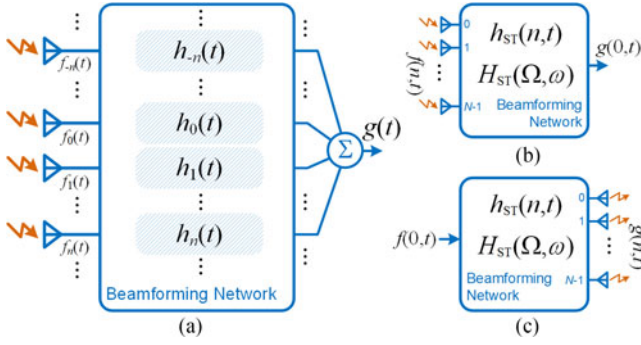 f₋ₙ(t)
h₋ₙ(t)
f₀(t)
h₀(t)
f₁(t)
h₁(t)
fₙ(t)
hₙ(t)
Σ
g(t)
Beamforming Network
(a)
0
1
N-1
f(n,t)
h_ST(n,t)
H_ST(Ω,ω)
g(0,t)
Beamforming
Network
(b)
f(0,t)
h_ST(n,t)
H_ST(Ω,ω)
0
1
N-1
g(n,t)
Beamforming
Network
(c)